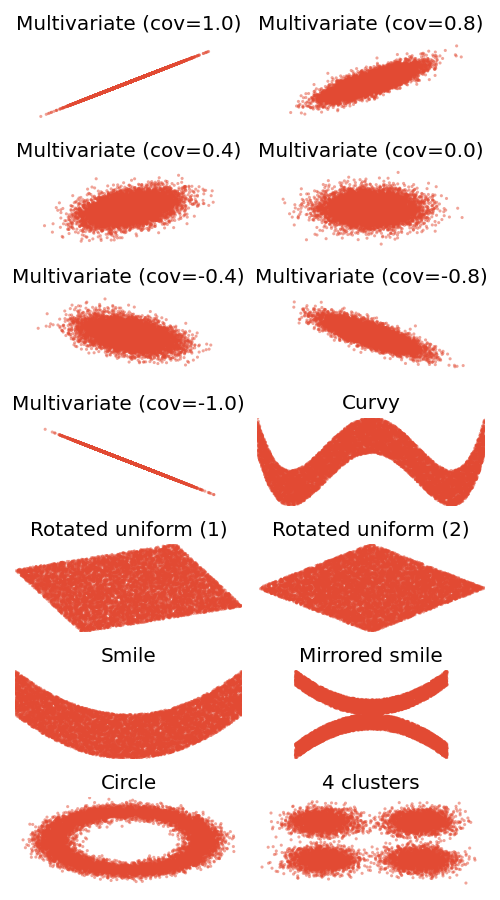 Multivariate (cov=1.0)
Multivariate (cov=0.8)
Multivariate (cov=0.4)
Multivariate (cov=0.0)
Multivariate (cov=-0.4)
Multivariate (cov=-0.8)
Multivariate (cov=-1.0)
Curvy
Rotated uniform (1)
Rotated uniform (2)
Smile
Mirrored smile
Circle
4 clusters